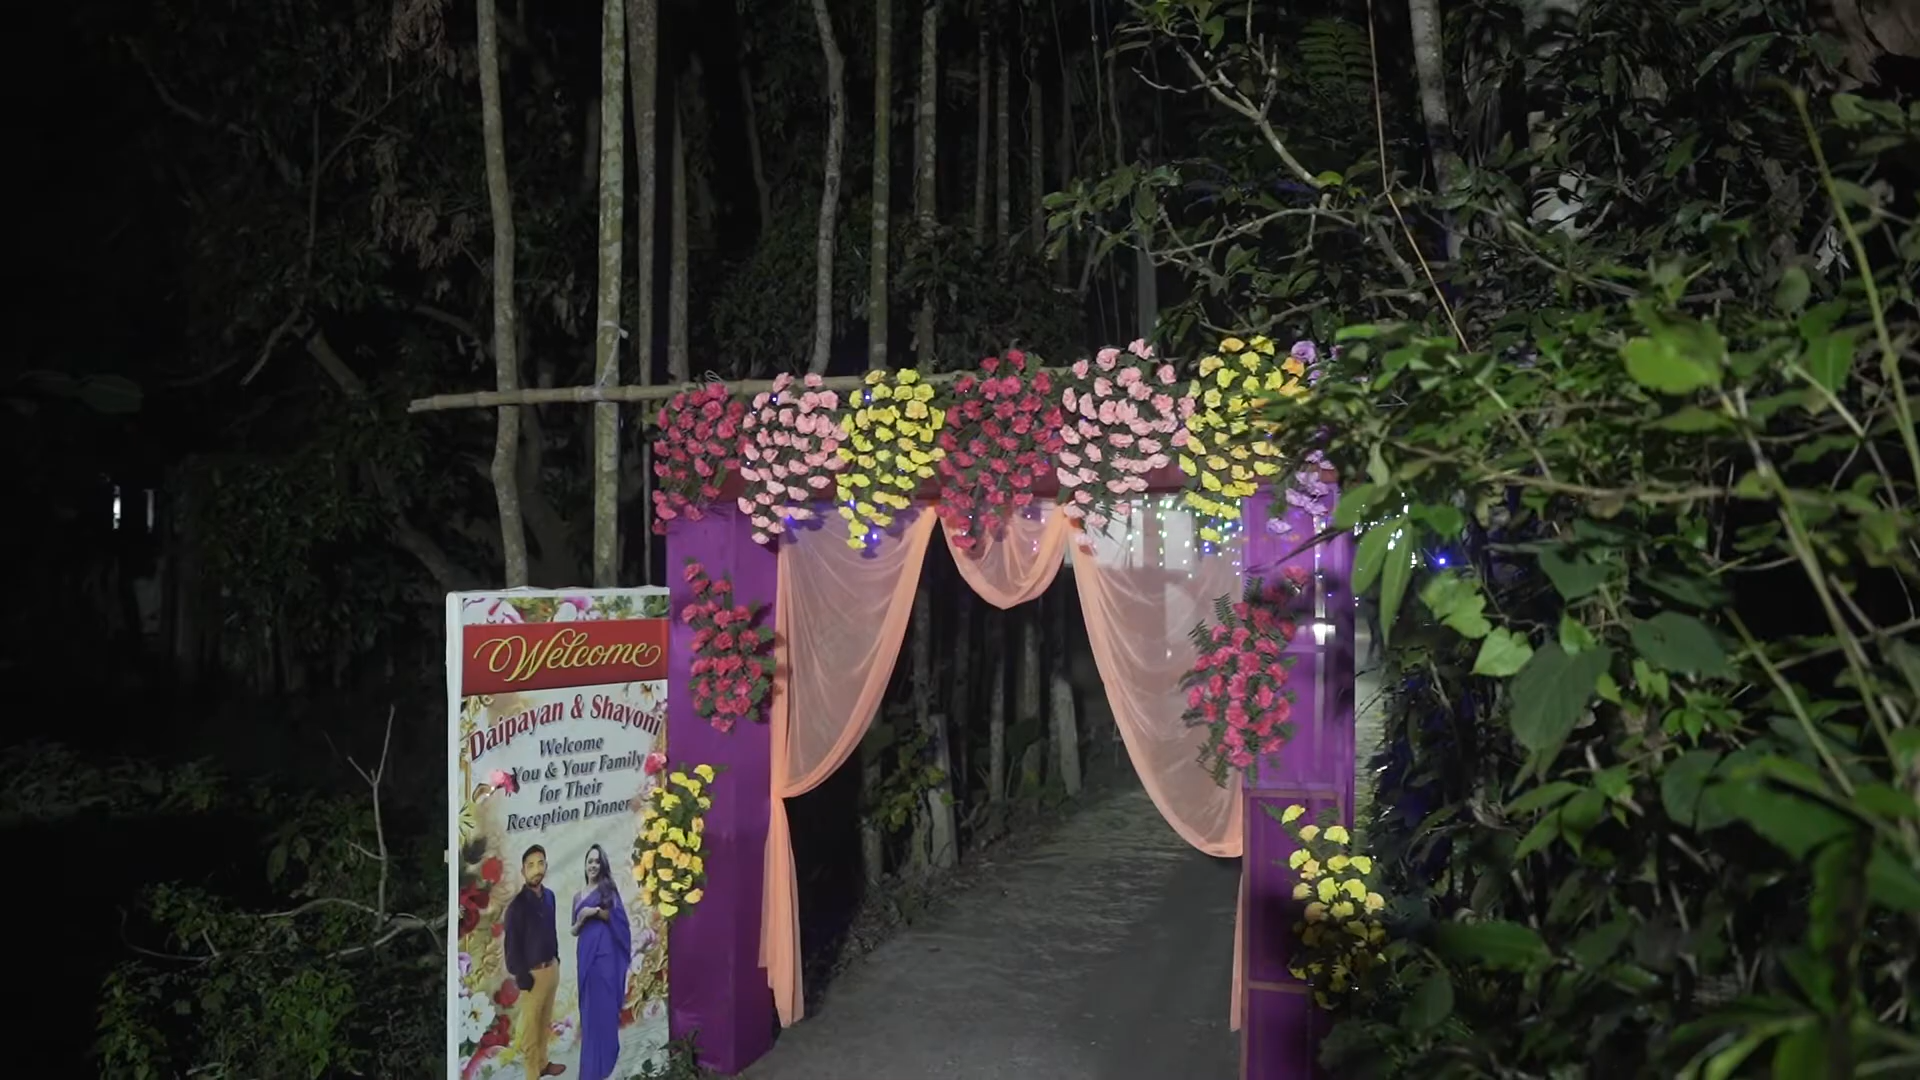 Welcome
Daipayan & Shayoni
Welcome
You & Your Family
for Their
Reception Dinner